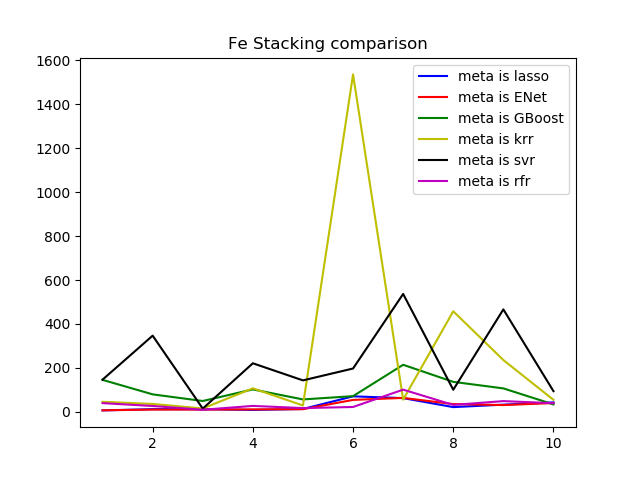 Fe Stacking comparison
1600
1400
1200
1000
800
600
400
200
0
meta is lasso
meta is ENet
meta is GBoost
meta is krr
meta is svr
meta is rfr
2 4 6 8 10